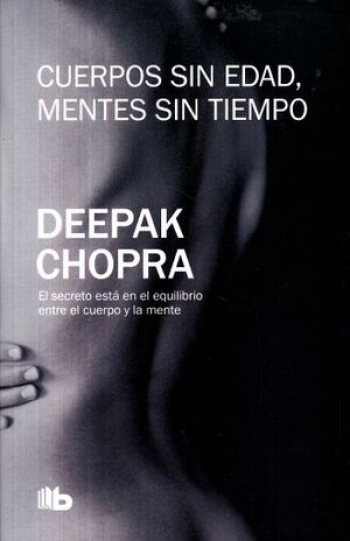 CUERPOS SIN EDAD,
MENTES SIN TIEMPO
DEEPAK
CHOPRA
El secreto está en el equilibrio
entre el cuerpo y la mente
b